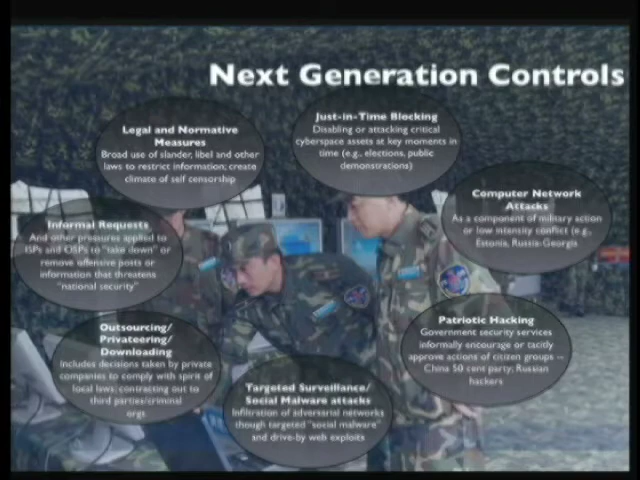 Next Generation Controls
Just-in-Time Blocking
Disabling or attacking critical
cyberspace assets at key moments in
time (e.g., elections, public
demonstrations)
Legal and Normative
Measures
Broad use of slander, libel and other
laws to restrict information; create
climate of self censorship
Computer Network
Attacks
As a component of military action
or low intensity conflict (e.g.,
Estonia, Russia-Georgia
Informal Requests
And other pressures applied to
ISPs and OSPs to "take down" or
remove offensive posts or
information that threatens
"national security"
Patriotic Hacking
Government security services
informally encourage or tacitly
approve actions of citizen groups --
China 50 cent party; Russian
hackers
Outsourcing/
Privateering/
Downloading
Includes decisions taken by private
companies to comply with spirit of
local laws; contracting out to
third parties/criminal
orgs
Targeted Surveillance/
Social Malware attacks
Infiltration of adversarial networks
though targeted "social malware"
and drive-by web exploits